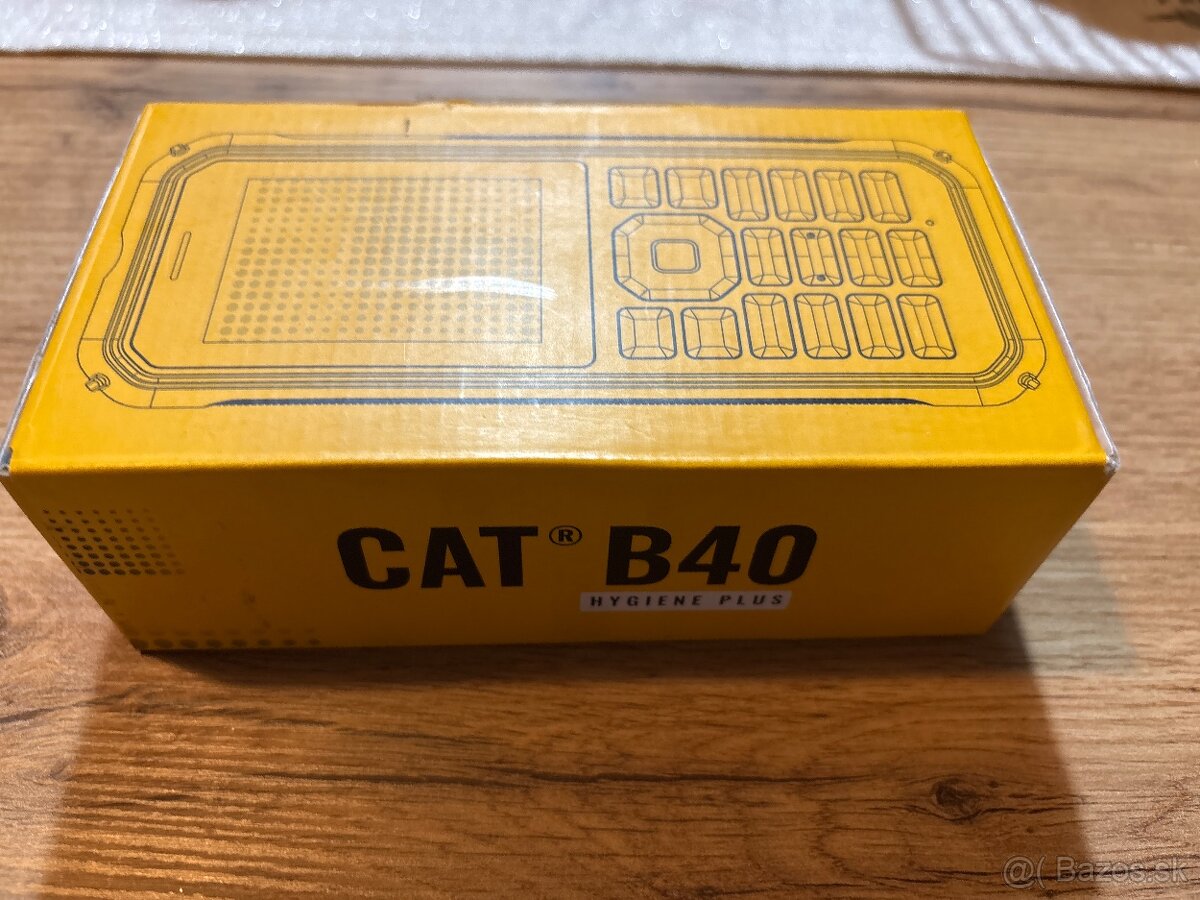 CAT® B40
HYGIENE PLUS
@( Bazos.sk